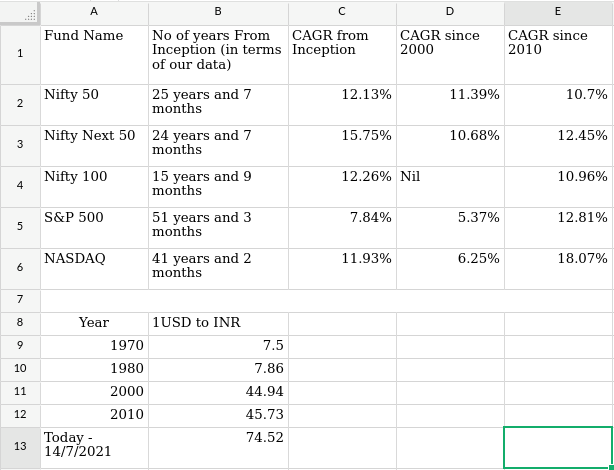 A B C D E
1 Fund Name No of years From Inception (in terms of our data) CAGR from Inception CAGR since 2000 CAGR since 2010
2 Nifty 50 25 years and 7 months 12.13% 11.39% 10.7%
3 Nifty Next 50 24 years and 7 months 15.75% 10.68% 12.45%
4 Nifty 100 15 years and 9 months 12.26% Nil 10.96%
5 S&P 500 51 years and 3 months 7.84% 5.37% 12.81%
6 NASDAQ 41 years and 2 months 11.93% 6.25% 18.07%
7
8 Year 1USD to INR
9 1970 7.5
10 1980 7.86
11 2000 44.94
12 2010 45.73
13 Today - 14/7/2021 74.52